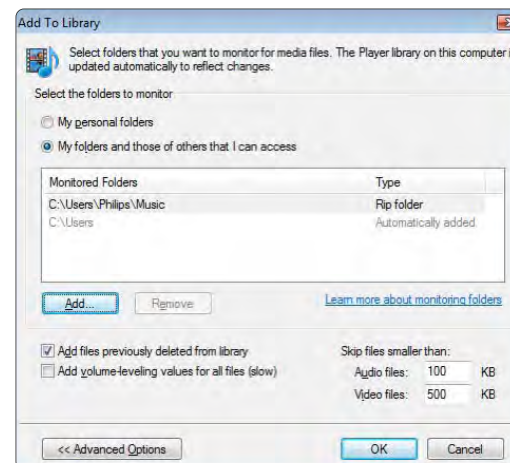 Add To Library
Select folders that you want to monitor for media files. The Player library on this computer
updated automatically to reflect changes.
Select the folders to monitor
My personal folders
My folders and those of others that I can access
Monitored Folders Type
C:\Users\Philips\Music Rip folder
C:\Users Automatically added
Add... Remove Learn more about monitoring folders
Add files previously deleted from library Skip files smaller than:
Add volume-leveling values for all files (slow) Audio files: 100 KB
Video files: 500 KB
<< Advanced Options OK Cancel